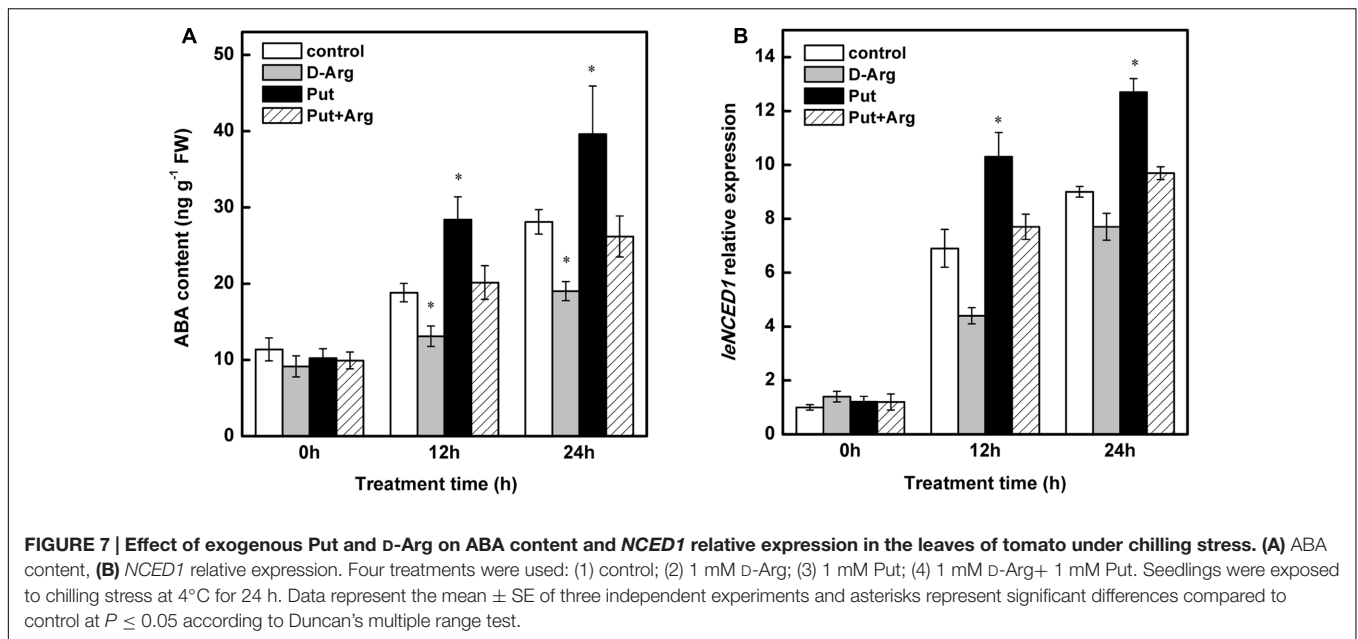 A
50
40
30
20
10
0
ABA content (ng g⁻¹ FW)
control
D-Arg
Put
Put+Arg
*
*
*
*
0h
12h
24h
Treatment time (h)
B
14
12
10
8
6
4
2
0
leNCED1 relative expression
control
D-Arg
Put
Put+Arg
*
*
0h
12h
24h
Treatment time (h)
FIGURE 7 | Effect of exogenous Put and D-Arg on ABA content and NCED1 relative expression in the leaves of tomato under chilling stress. (A) ABA
content, (B) NCED1 relative expression. Four treatments were used: (1) control; (2) 1 mM D-Arg; (3) 1 mM Put; (4) 1 mM D-Arg+ 1 mM Put. Seedlings were exposed
to chilling stress at 4°C for 24 h. Data represent the mean ± SE of three independent experiments and asterisks represent significant differences compared to
control at P ≤ 0.05 according to Duncan's multiple range test.